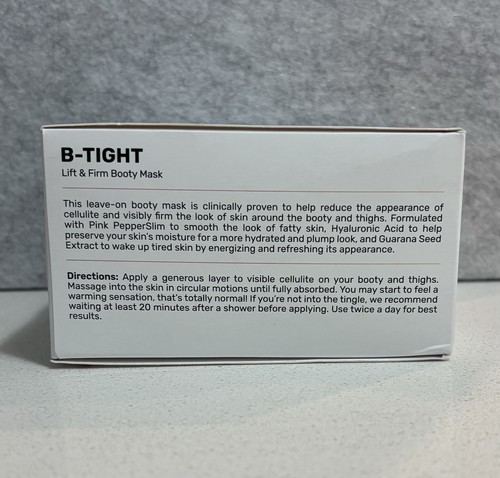 B-TIGHT
Lift & Firm Booty Mask
This leave-on booty mask is clinically proven to help reduce the appearance of
cellulite and visibly firm the look of skin around the booty and thighs. Formulated
with Pink PepperSlim to smooth the look of fatty skin, Hyaluronic Acid to help
preserve your skin's moisture for a more hydrated and plump look, and Guarana Seed
Extract to wake up tired skin by energizing and refreshing its appearance.
Directions: Apply a generous layer to visible cellulite on your booty and thighs.
Massage into the skin in circular motions until fully absorbed. You may start to feel a
warming sensation, that's totally normal! If you're not into the tingle, we recommend
waiting at least 20 minutes after a shower before applying. Use twice a day for best
results.